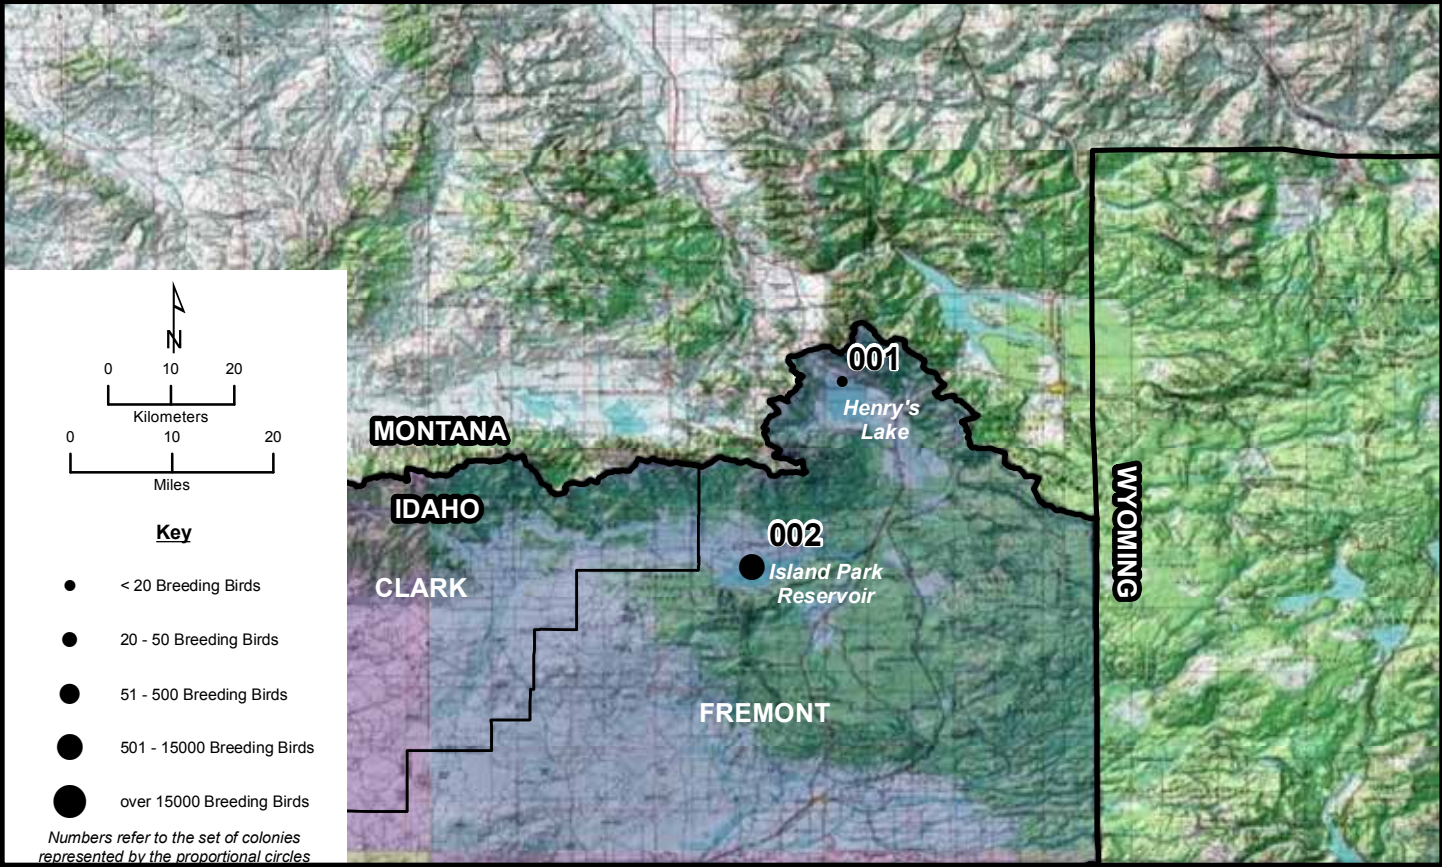 001
Henry's
Lake
MONTANA
IDAHO
WYOMING
002
Island Park
Reservoir
CLARK
FREMONT
N
0 10 20
Kilometers
0 10 20
Miles
Key
< 20 Breeding Birds
20 - 50 Breeding Birds
51 - 500 Breeding Birds
501 - 15000 Breeding Birds
over 15000 Breeding Birds
Numbers refer to the set of colonies
represented by the proportional circles